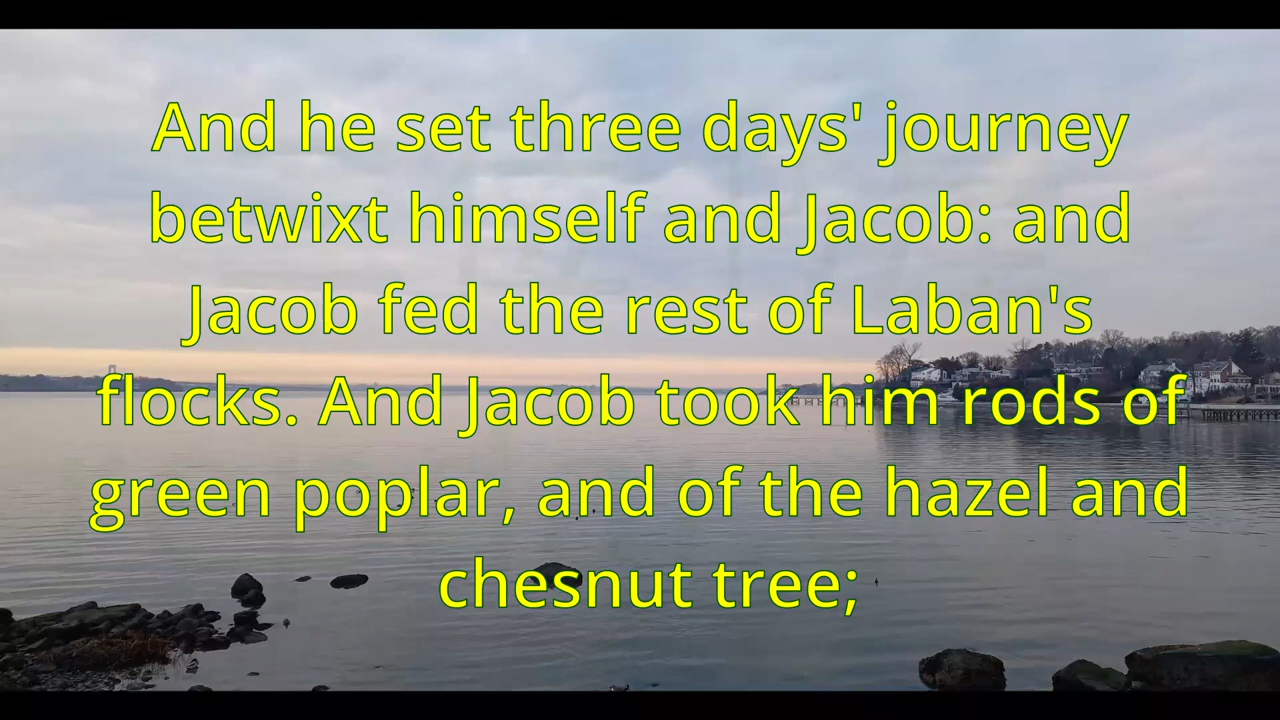 And he set three days' journey
betwixt himself and Jacob: and
Jacob fed the rest of Laban's
flocks. And Jacob took him rods of
green poplar, and of the hazel and
chesnut tree;